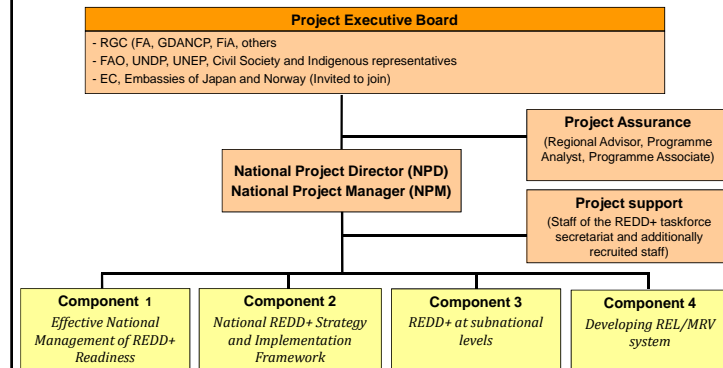 Project Executive Board
- RGC (FA, GDANCP, FiA, others
- FAO, UNDP, UNEP, Civil Society and Indigenous representatives
- EC, Embassies of Japan and Norway (Invited to join)
Project Assurance
(Regional Advisor, Programme
Analyst, Programme Associate)
National Project Director (NPD)
National Project Manager (NPM)
Project support
(Staff of the REDD+ taskforce
secretariat and additionally
recruited staff)
Component 1
Effective National
Management of REDD+
Readiness
Component 2
National REDD+ Strategy
and Implementation
Framework
Component 3
REDD+ at subnational
levels
Component 4
Developing REL/MRV
system